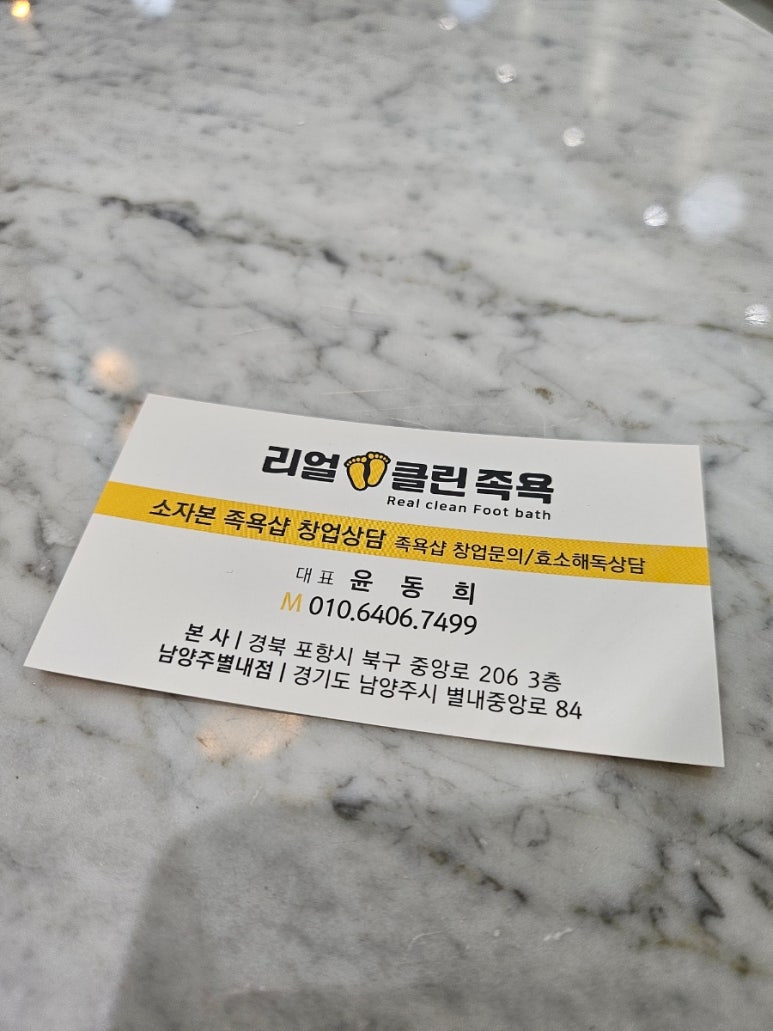 리얼 클린 족욕
Real clean Foot bath
소자본 족욕샵 창업상담 족욕샵 창업문의/효소해독상담
대표 윤 동 희
M 010.6406.7499
본 사 | 경북 포항시 북구 중앙로 206 3층
남양주별내점 | 경기도 남양주시 별내중앙로 84